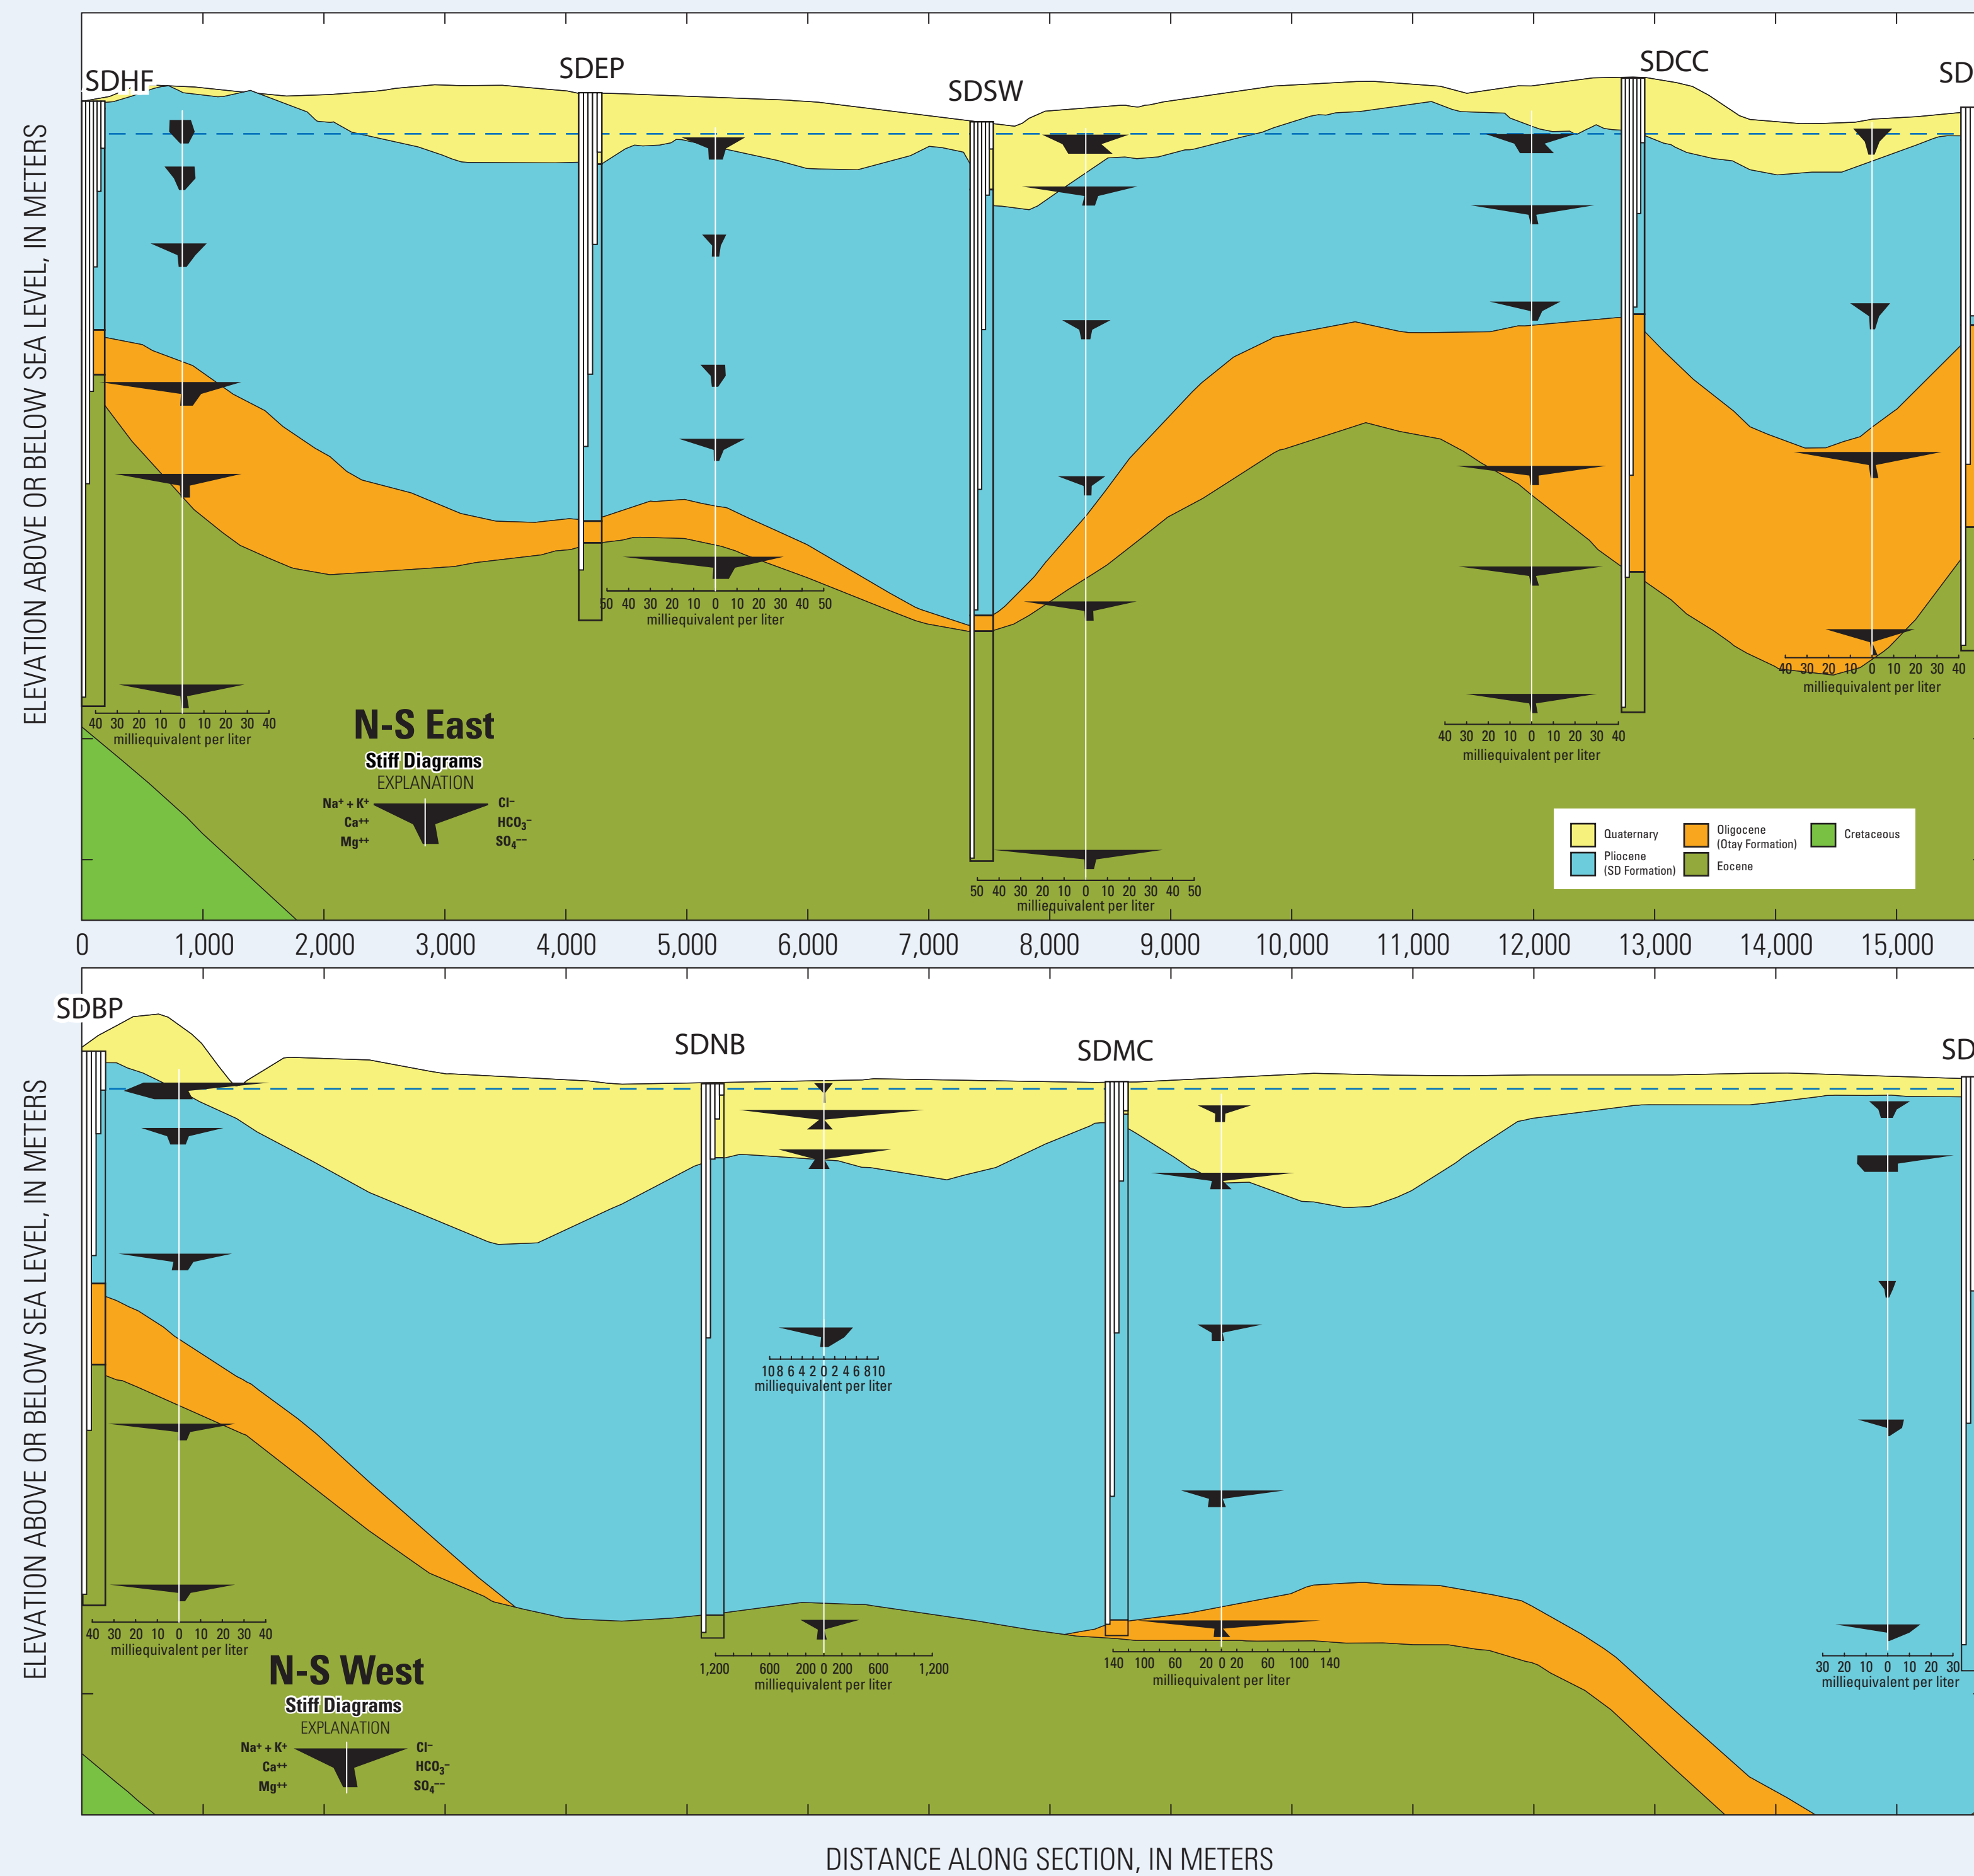 ELEVATION ABOVE OR BELOW SEA LEVEL, IN METERS
SDHF
SDEP
SDSW
SDCC
SD
50 40 30 20 10 0 10 20 30 40 50
milliequivalent per liter
40 30 20 10 0 10 20 30 40
milliequivalent per liter
40 30 20 10 0 10 20 30 40
milliequivalent per liter
40 30 20 10 0 10 20 30 40
milliequivalent per liter
50 40 30 20 10 0 10 20 30 40 50
milliequivalent per liter
N-S East
Stiff Diagrams
EXPLANATION
Na⁺ + K⁺ Cl⁻
Ca⁺⁺ HCO₃⁻
Mg⁺⁺ SO₄⁻⁻
Quaternary
Pliocene
(SD Formation)
Oligocene
(Otay Formation)
Eocene
Cretaceous
0 1,000 2,000 3,000 4,000 5,000 6,000 7,000 8,000 9,000 10,000 11,000 12,000 13,000 14,000 15,000
ELEVATION ABOVE OR BELOW SEA LEVEL, IN METERS
SDBP
SDNB
SDMC
SD
10 8 6 4 2 0 2 4 6 8 10
milliequivalent per liter
40 30 20 10 0 10 20 30 40
milliequivalent per liter
1,200 600 200 0 200 600 1,200
milliequivalent per liter
140 100 60 20 0 20 60 100 140
milliequivalent per liter
30 20 10 0 10 20 30
milliequivalent per liter
N-S West
Stiff Diagrams
EXPLANATION
Na⁺ + K⁺ Cl⁻
Ca⁺⁺ HCO₃⁻
Mg⁺⁺ SO₄⁻⁻
DISTANCE ALONG SECTION, IN METERS